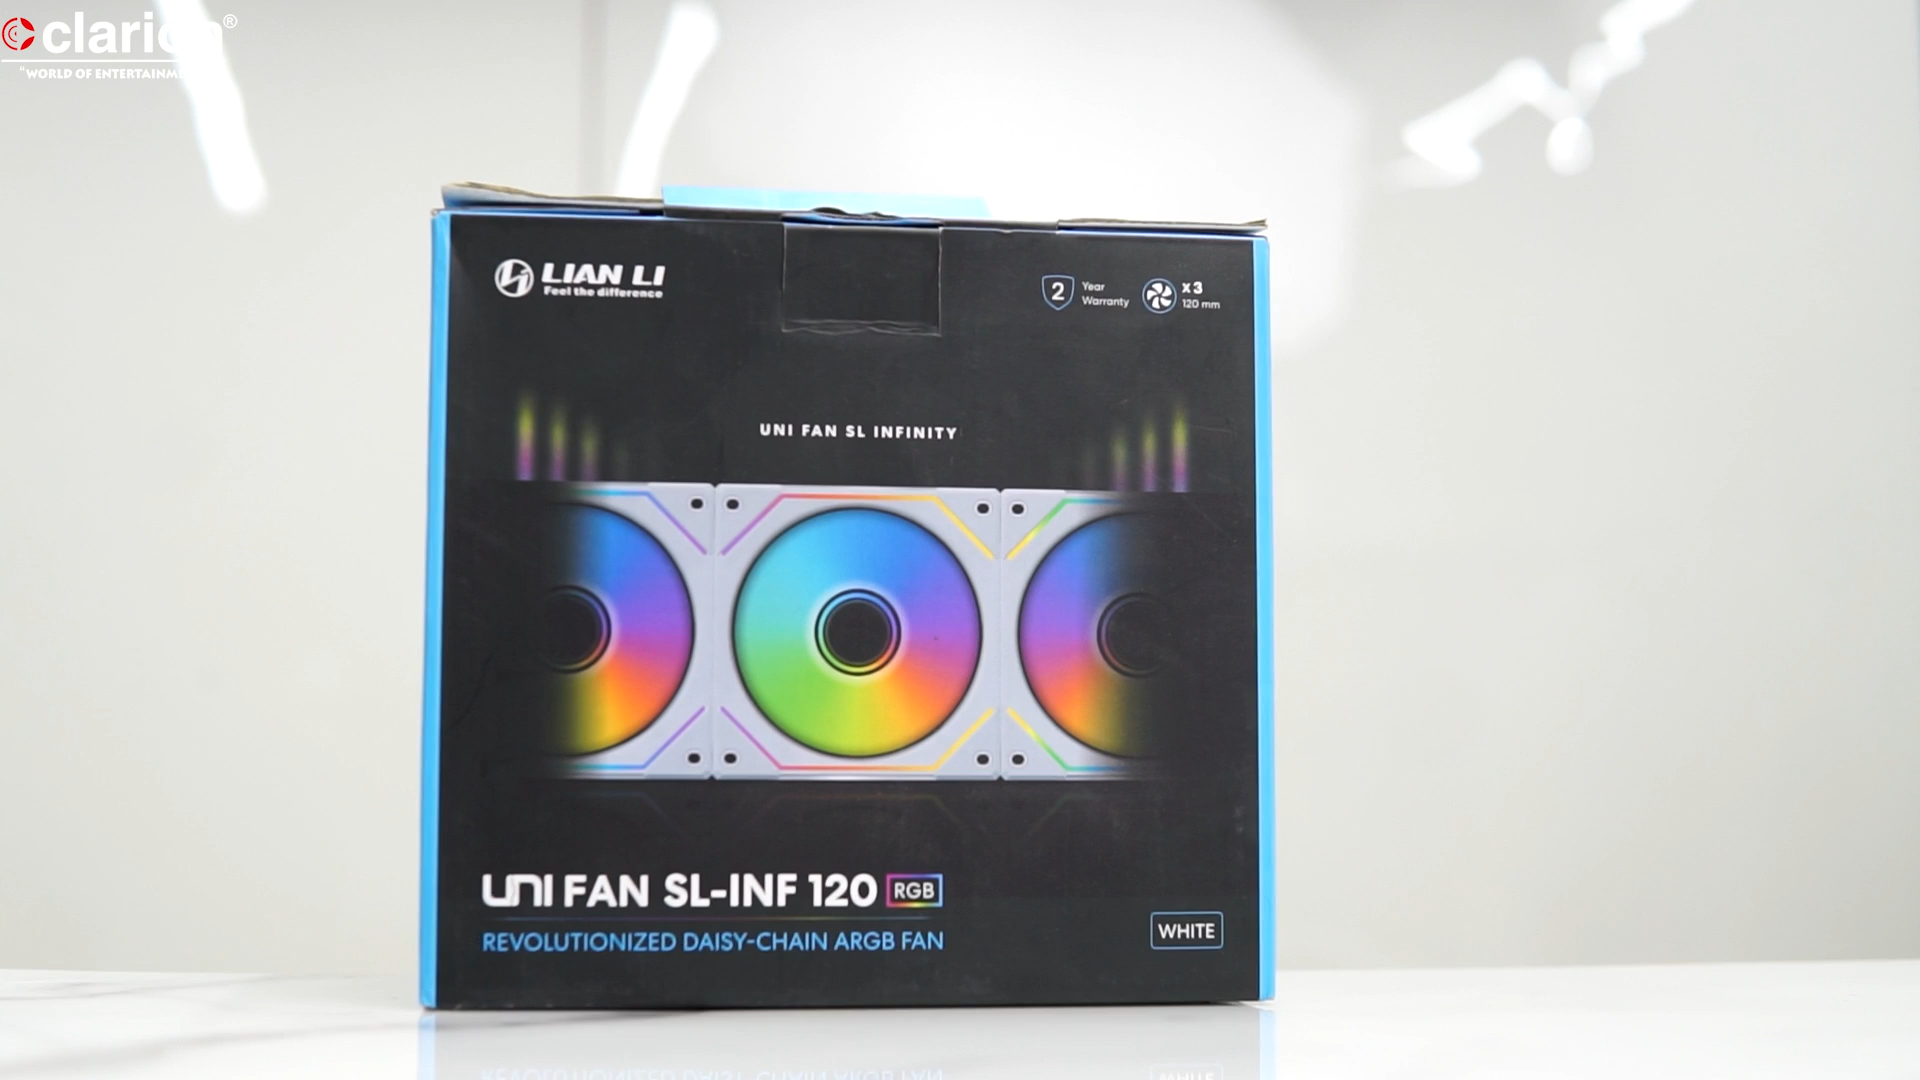 clarion®
"WORLD OF ENTERTAINM
LIAN LI
Feel the difference
2 Year Warranty
x3
120 mm
UNI FAN SL INFINITY
UNI FAN SL-INF 120 RGB
REVOLUTIONIZED DAISY-CHAIN ARGB FAN
WHITE